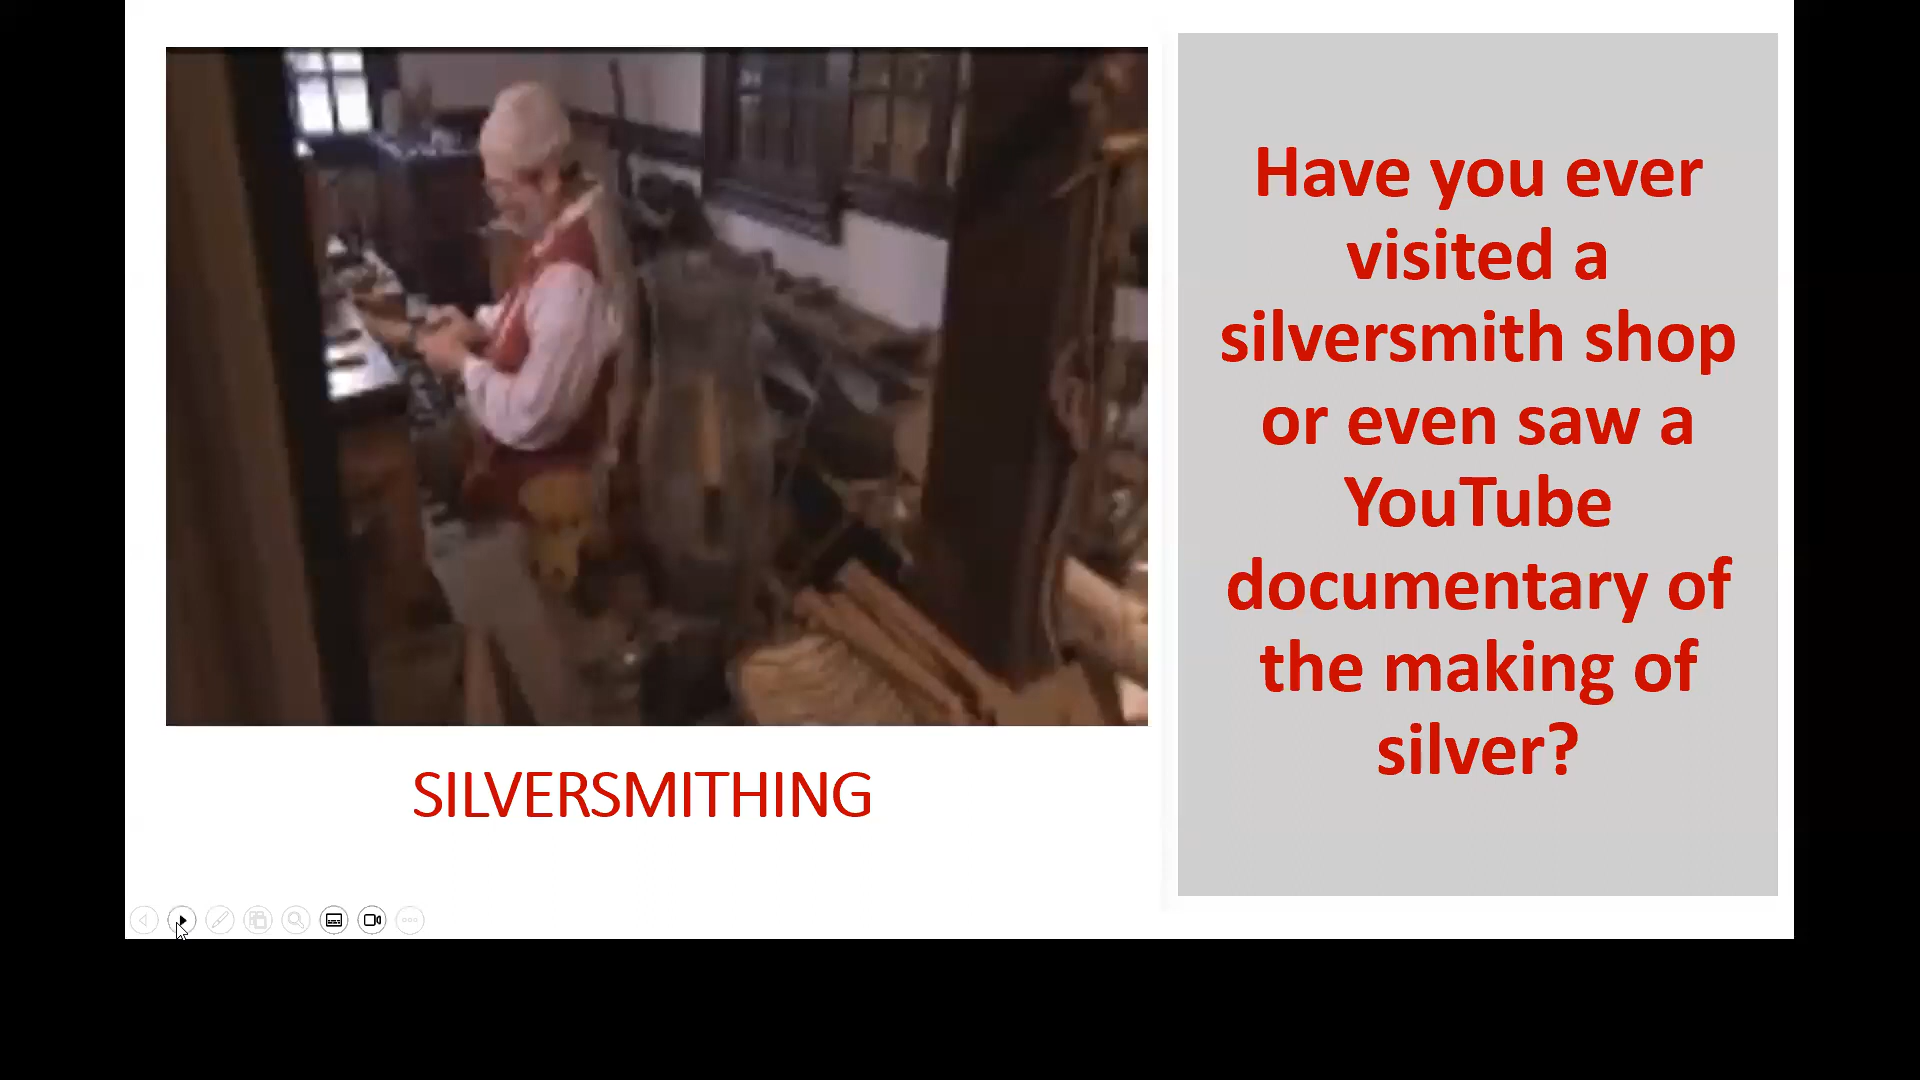 Have you ever
visited a
silversmith shop
or even saw a
YouTube
documentary of
the making of
silver?
SILVERSMITHING